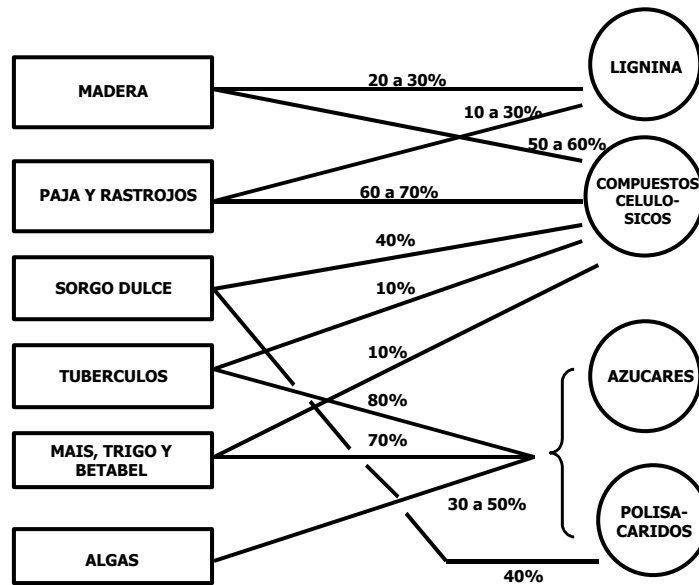 MADERA
PAJA Y RASTROJOS
SORGO DULCE
TUBERCULOS
MAIS, TRIGO Y
BETABEL
ALGAS
20 a 30%
10 a 30%
50 a 60%
60 a 70%
40%
10%
10%
80%
70%
30 a 50%
40%
LIGNINA
COMPUESTOS
CELULO-
SICOS
AZUCARES
POLISA-
CARIDOS